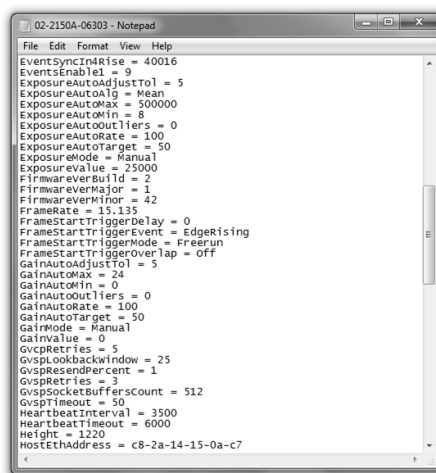 02-2150A-06303 - Notepad
File Edit Format View Help
EventSyncIn4Rise = 40016
EventsEnable1 = 9
ExposureAutoAdjustTol = 5
ExposureAutoAlg = Mean
ExposureAutoMax = 500000
ExposureAutoMin = 8
ExposureAutoOutliers = 0
ExposureAutoRate = 100
ExposureAutoTarget = 50
ExposureMode = Manual
ExposureValue = 25000
FirmwareVerBuild = 2
FirmwareVerMajor = 1
FirmwareVerMinor = 42
FrameRate = 15.135
FrameStartTriggerDelay = 0
FrameStartTriggerEvent = EdgeRising
FrameStartTriggerMode = Freerun
FrameStartTriggerOverlap = Off
GainAutoAdjustTol = 5
GainAutoMax = 24
GainAutoMin = 0
GainAutoOutliers = 0
GainAutoRate = 100
GainAutoTarget = 50
GainMode = Manual
GainValue = 0
GvcpRetries = 5
GvspLookbackWindow = 25
GvspResendPercent = 1
GvspRetries = 3
GvspSocketBuffersCount = 512
GvspTimeout = 50
HeartbeatInterval = 3500
HeartbeatTimeout = 6000
Height = 1220
HostEthAddress = c8-2a-14-15-0a-c7